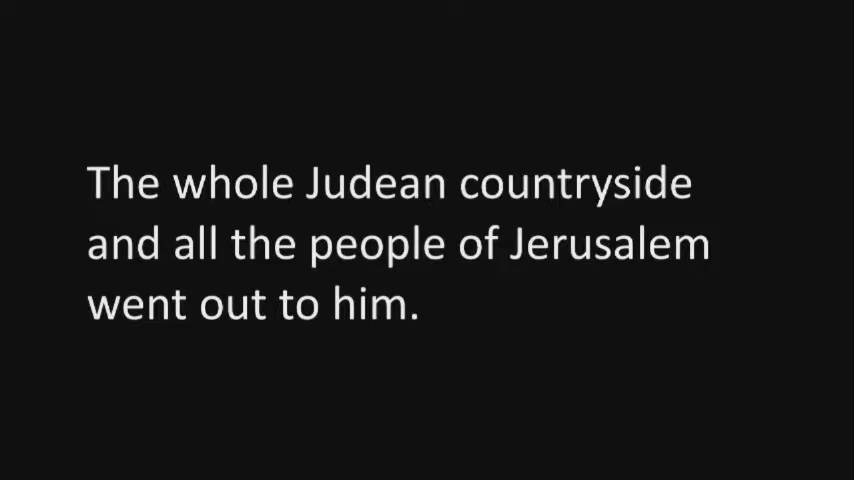 The whole Judean countryside
and all the people of Jerusalem
went out to him.